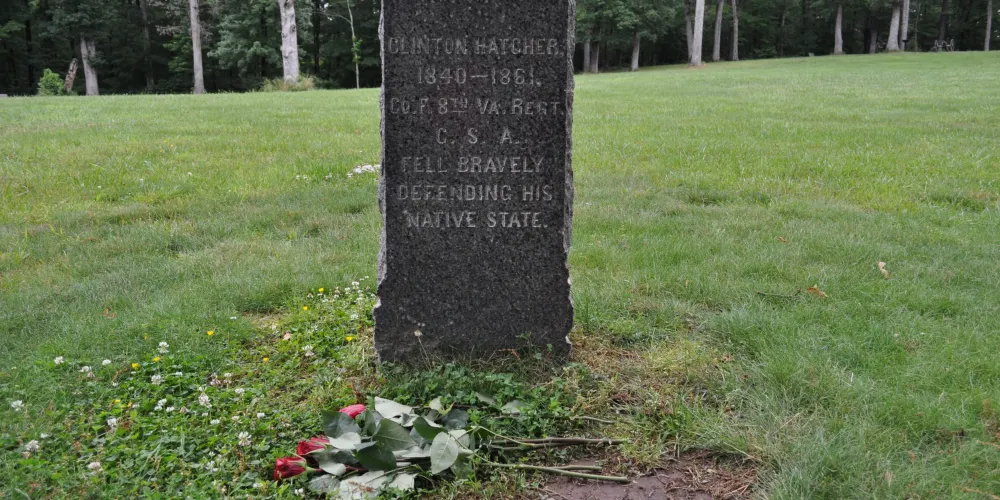 CLINTON HATCHER.
1840—1861.
CO. F. 8TH VA. REGT.
C. S. A.
FELL BRAVELY
DEFENDING HIS
NATIVE STATE.